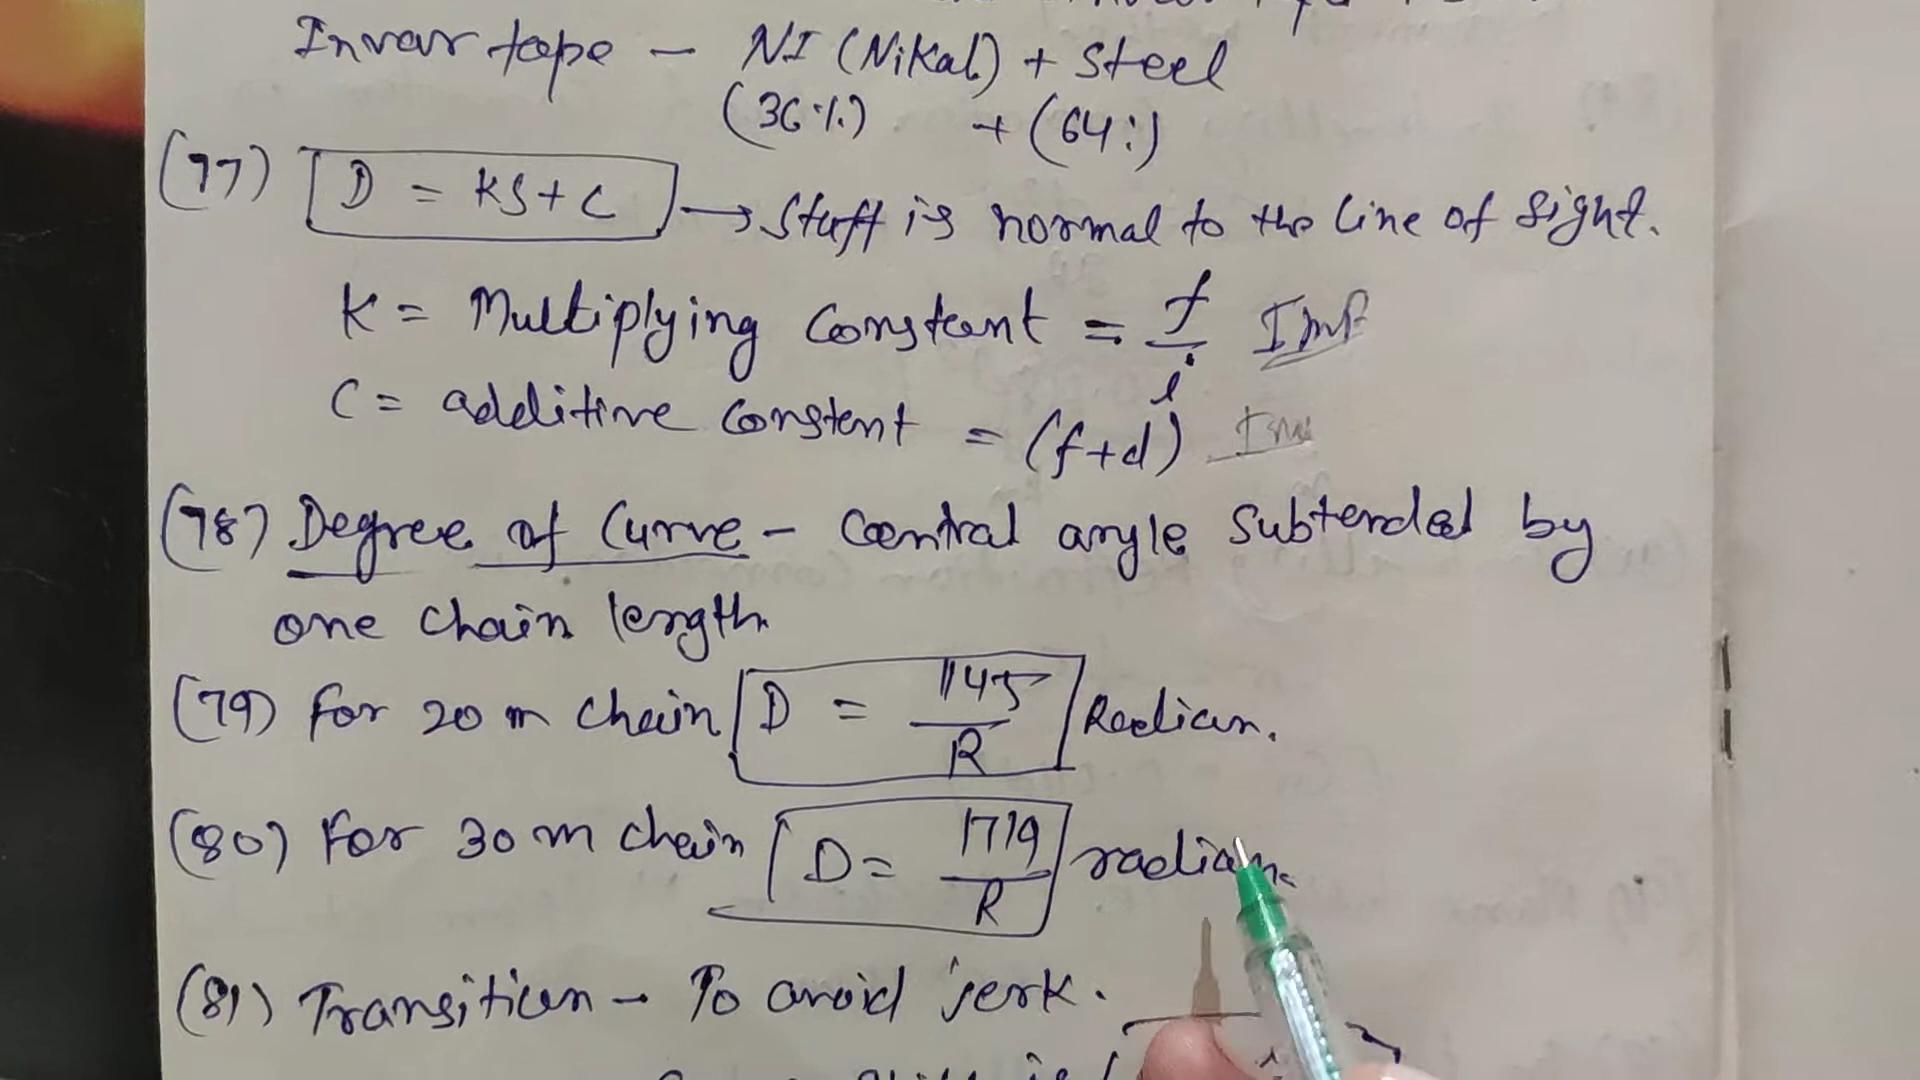 Invar tape - NI (Nikal) + Steel
(36%) + (64%)
(77) D = KS + C → Staff is normal to the line of sight.
K = Multiplying Constant = f/i Imp
C = additive Constant = (f+d) Im
(78) Degree of Curve - Central angle subtended by
one chain length
(79) for 20 m chain D = 1145/R Radian.
(80) For 30 m chain D = 1719/R radian.
(81) Transition - To avoid jerk.